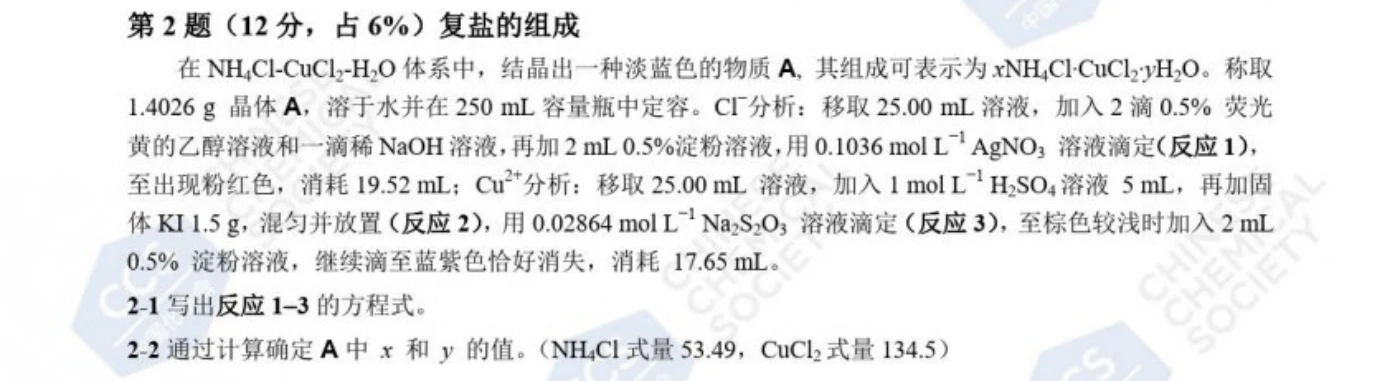 第 2 题（12 分，占 6%）复盐的组成
在 NH₄Cl-CuCl₂-H₂O 体系中，结晶出一种淡蓝色的物质 A, 其组成可表示为 xNH₄Cl·CuCl₂·yH₂O。称取
1.4026 g 晶体 A，溶于水并在 250 mL 容量瓶中定容。Cl⁻分析：移取 25.00 mL 溶液，加入 2 滴 0.5% 荧光
黄的乙醇溶液和一滴稀 NaOH 溶液,再加 2 mL 0.5%淀粉溶液,用 0.1036 mol L⁻¹ AgNO₃ 溶液滴定(反应 1)，
至出现粉红色，消耗 19.52 mL；Cu²⁺分析：移取 25.00 mL 溶液，加入 1 mol L⁻¹ H₂SO₄ 溶液 5 mL，再加固
体 KI 1.5 g，混匀并放置（反应 2），用 0.02864 mol L⁻¹ Na₂S₂O₃ 溶液滴定（反应 3），至棕色较浅时加入 2 mL
0.5% 淀粉溶液，继续滴至蓝紫色恰好消失，消耗 17.65 mL。
2-1 写出反应 1–3 的方程式。
2-2 通过计算确定 A 中 x 和 y 的值。（NH₄Cl 式量 53.49，CuCl₂ 式量 134.5）
CCS
CHINESE
CHEMICAL
SOCIETY